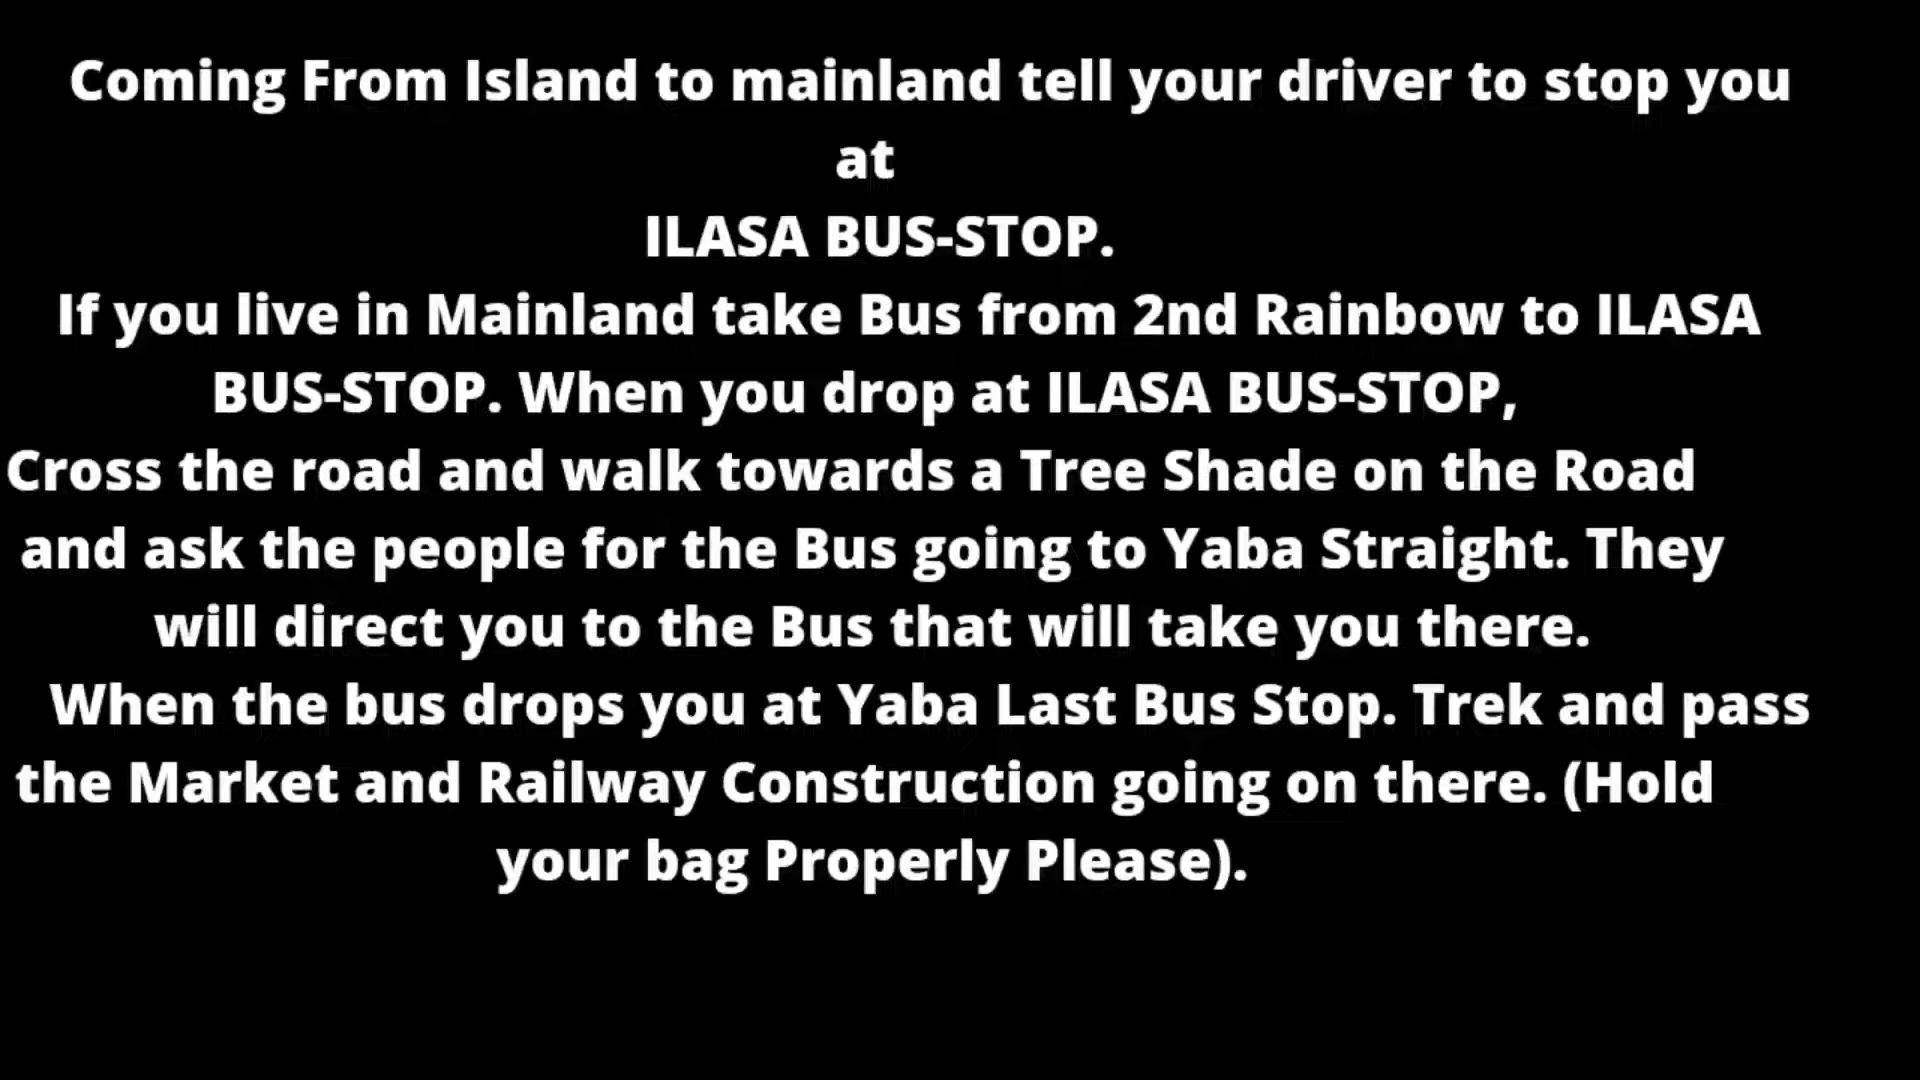 Coming From Island to mainland tell your driver to stop you
at
ILASA BUS-STOP.
If you live in Mainland take Bus from 2nd Rainbow to ILASA
BUS-STOP. When you drop at ILASA BUS-STOP,
Cross the road and walk towards a Tree Shade on the Road
and ask the people for the Bus going to Yaba Straight. They
will direct you to the Bus that will take you there.
When the bus drops you at Yaba Last Bus Stop. Trek and pass
the Market and Railway Construction going on there. (Hold
your bag Properly Please).